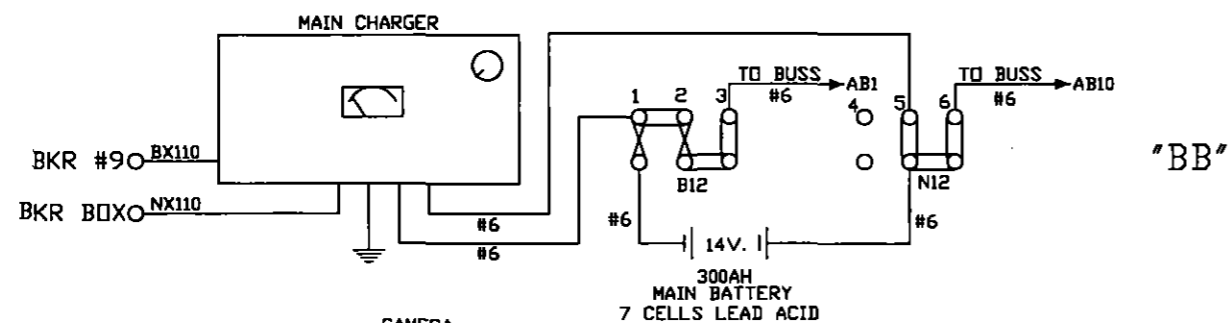 MAIN CHARGER
TO BUSS
AB1
#6
TO BUSS
AB10
#6
1
2
3
4
5
6
BKR #9
BX110
"BB"
B12
N12
BKR BOX
NX110
#6
#6
#6
#6
14V.
300AH
MAIN BATTERY
7 CELLS LEAD ACID